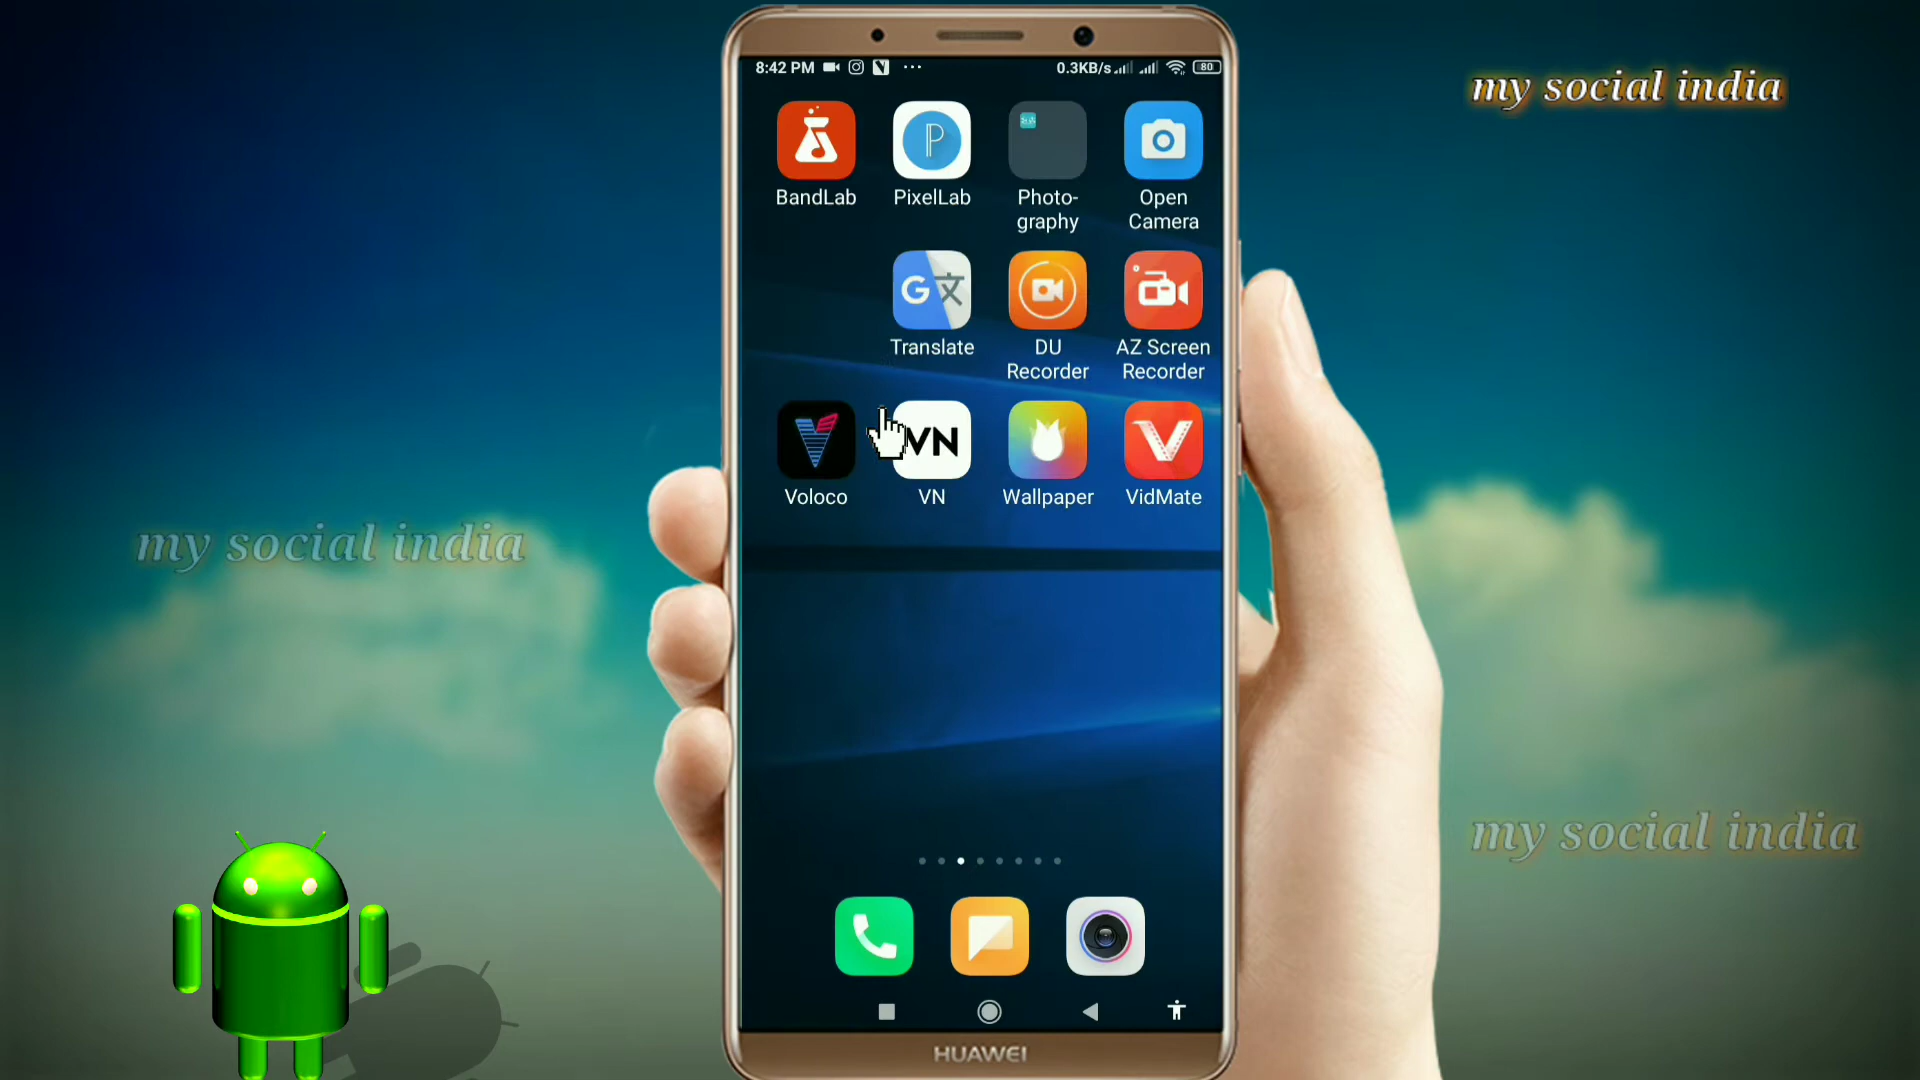 my social india
8:42 PM
0.3KB/s
80
BandLab
PixelLab
Photo-
graphy
Open
Camera
Translate
DU
Recorder
AZ Screen
Recorder
VN
Voloco
VN
Wallpaper
VidMate
my social india
my social india
HUAWEI